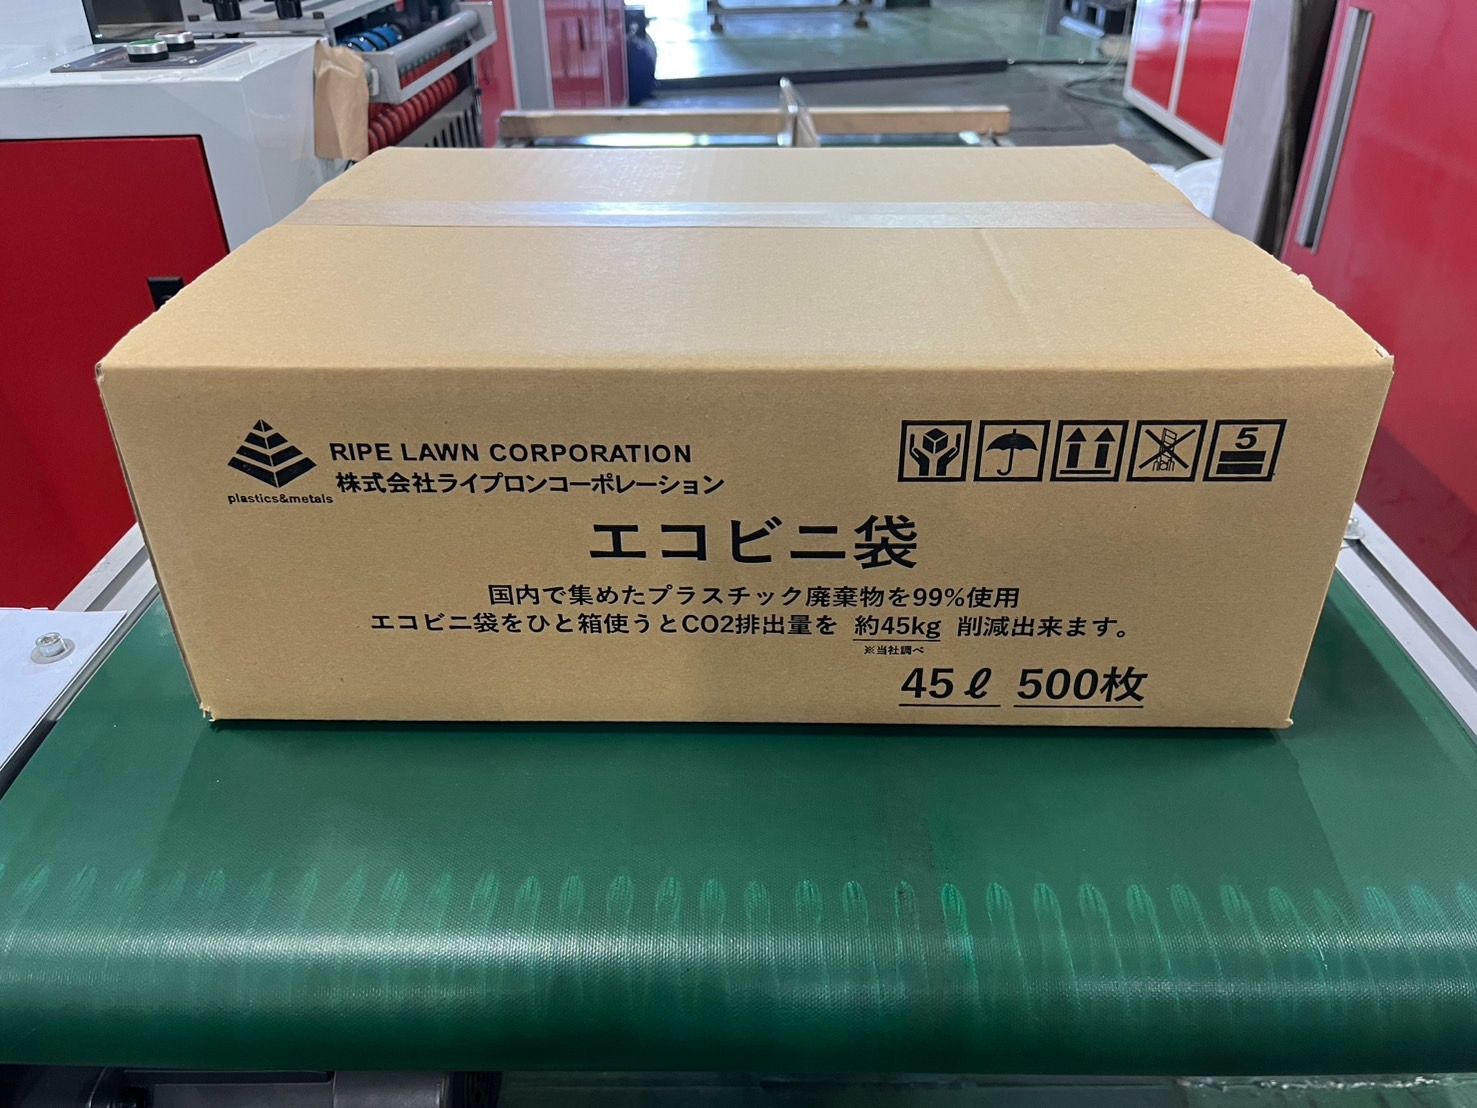 RIPE LAWN CORPORATION
株式会社ライプロンコーポレーション
plastics&metals
5
エコビニ袋
国内で集めたプラスチック廃棄物を99%使用
エコビニ袋をひと箱使うとCO2排出量を 約45kg 削減出来ます。
※当社調べ
45ℓ 500枚